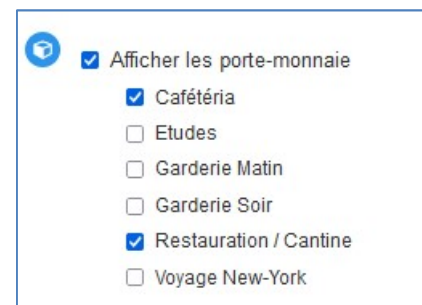 Afficher les porte-monnaie
Cafétéria
Etudes
Garderie Matin
Garderie Soir
Restauration / Cantine
Voyage New-York